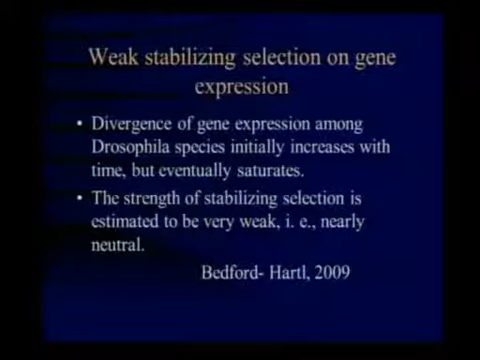 Weak stabilizing selection on gene
expression
• Divergence of gene expression among
Drosophila species initially increases with
time, but eventually saturates.
• The strength of stabilizing selection is
estimated to be very weak, i. e., nearly
neutral.
Bedford- Hartl, 2009